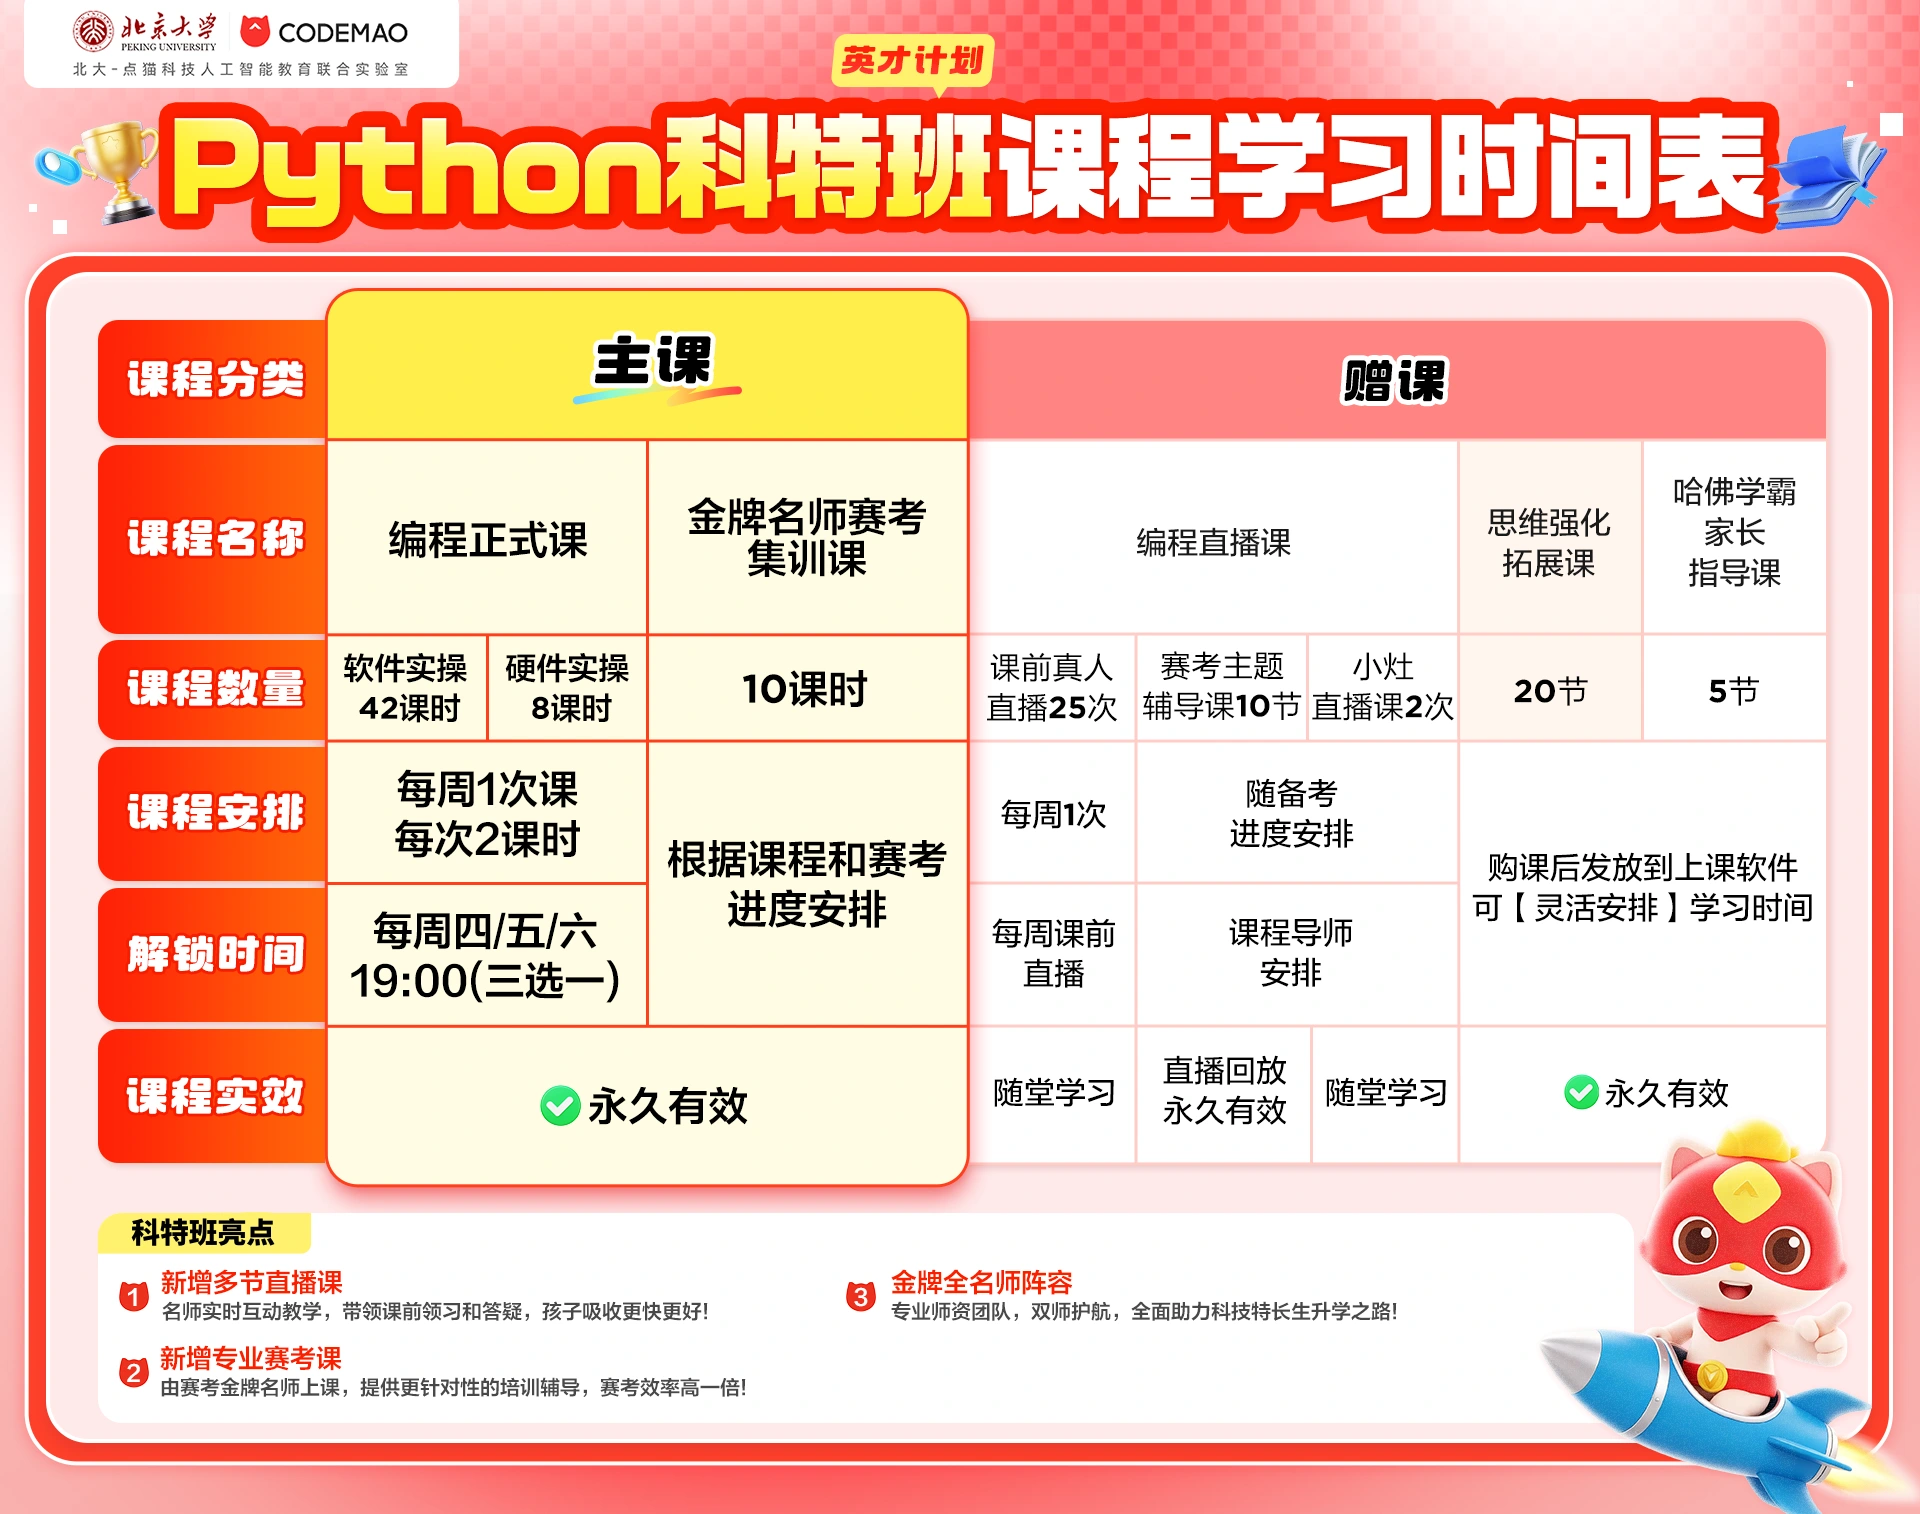 北京大学
PEKING UNIVERSITY
CODEMAO
北大-点猫科技人工智能教育联合实验室
英才计划
Python科特班课程学习时间表
课程分类
主课
赠课
课程名称
编程正式课
金牌名师赛考
集训课
编程直播课
思维强化
拓展课
哈佛学霸
家长
指导课
课程数量
软件实操
42课时
硬件实操
8课时
10课时
课前真人
直播25次
赛考主题
辅导课10节
小灶
直播课2次
20节
5节
课程安排
每周1次课
每次2课时
根据课程和赛考
进度安排
每周1次
随备考
进度安排
购课后发放到上课软件
可【灵活安排】学习时间
解锁时间
每周四/五/六
19:00(三选一)
每周课前
直播
课程导师
安排
课程实效
永久有效
随堂学习
直播回放
永久有效
随堂学习
永久有效
科特班亮点
1 新增多节直播课
名师实时互动教学，带领课前领习和答疑，孩子吸收更快更好!
2 新增专业赛考课
由赛考金牌名师上课，提供更针对性的培训辅导，赛考效率高一倍!
3 金牌全名师阵容
专业师资团队，双师护航，全面助力科技特长生升学之路!